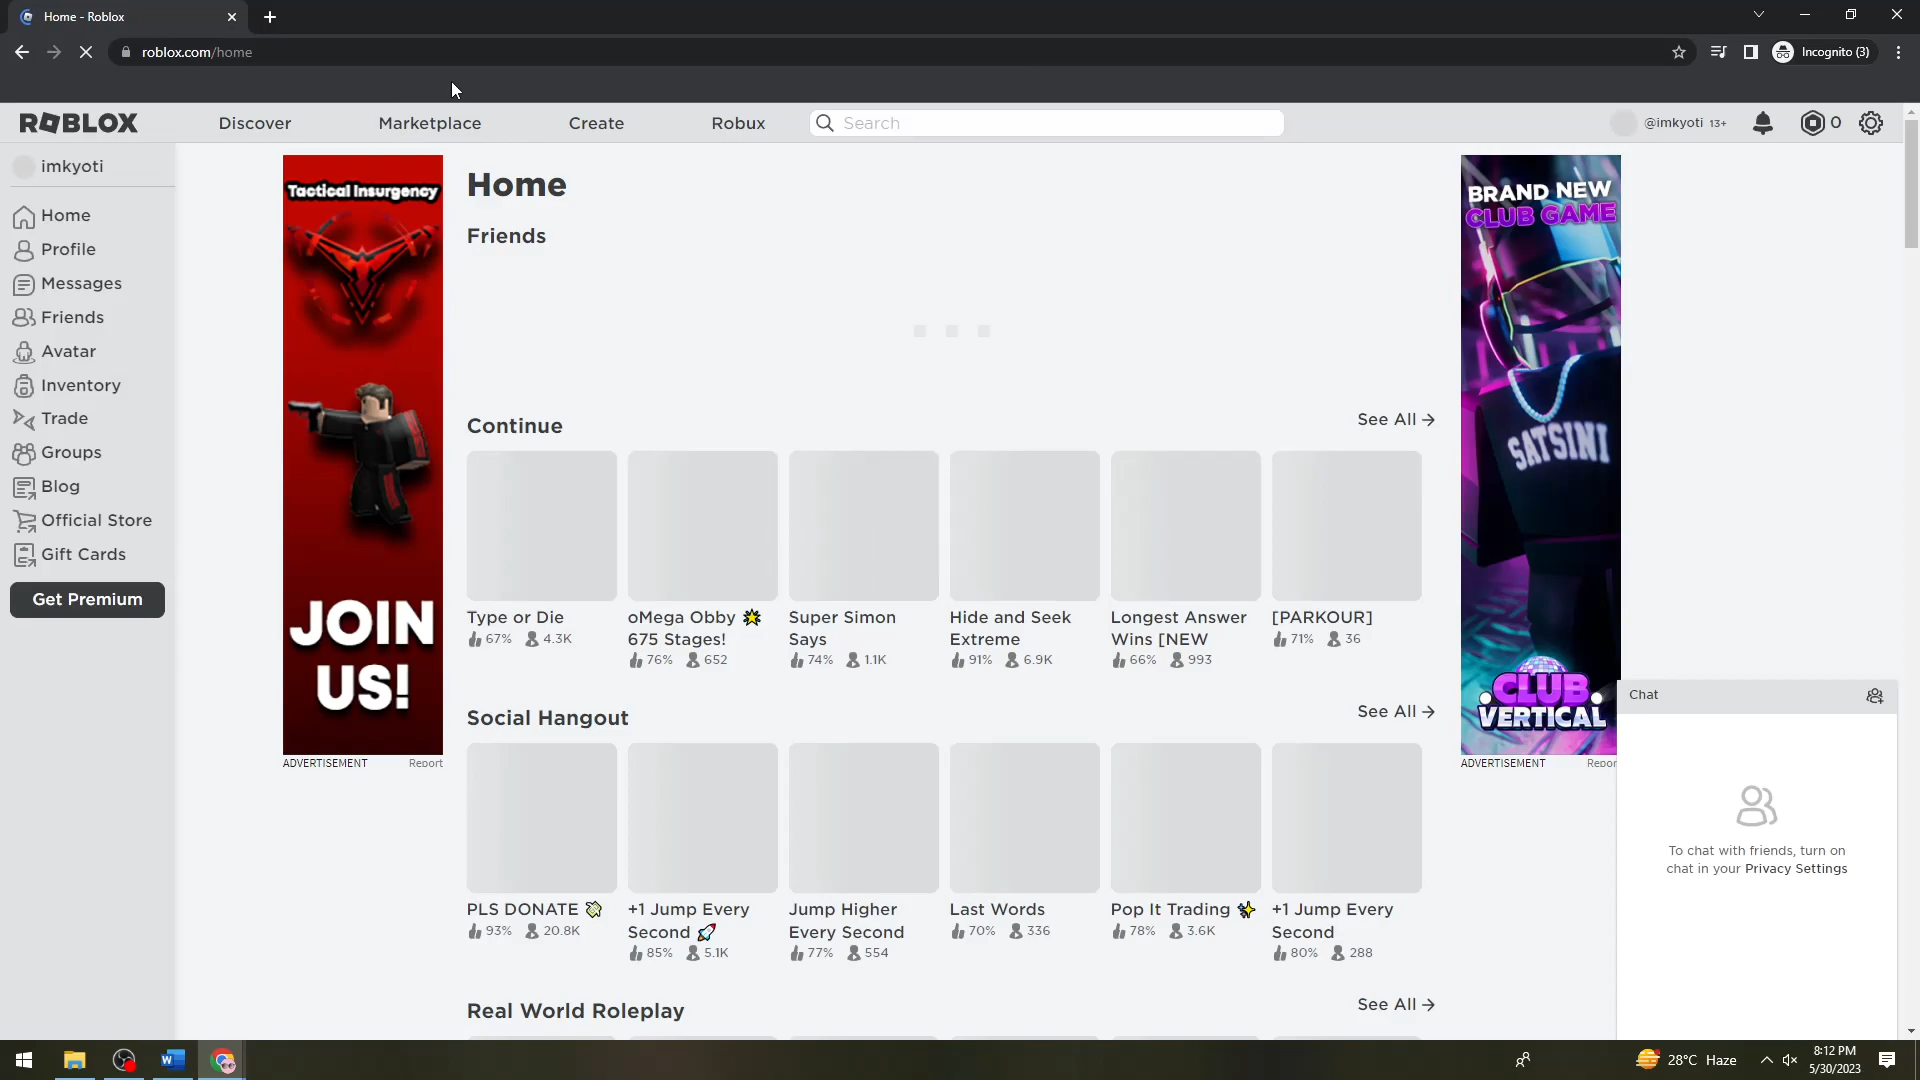 Home - Roblox
roblox.com/home
Incognito (3)
ROBLOX
Discover
Marketplace
Create
Robux
Search
@imkyoti 13+
0
imkyoti
Home
Profile
Messages
Friends
Avatar
Inventory
Trade
Groups
Blog
Official Store
Gift Cards
Get Premium
Tactical Insurgency
JOIN
US!
ADVERTISEMENT
Report
Home
Friends
Continue
See All →
Type or Die
67% 4.3K
oMega Obby 🌟
675 Stages!
76% 652
Super Simon
Says
74% 1.1K
Hide and Seek
Extreme
91% 6.9K
Longest Answer
Wins [NEW
66% 993
[PARKOUR]
71% 36
Social Hangout
See All →
PLS DONATE 💸
93% 20.8K
+1 Jump Every
Second 🚀
85% 5.1K
Jump Higher
Every Second
77% 554
Last Words
70% 336
Pop It Trading ✨
78% 3.6K
+1 Jump Every
Second
80% 288
Real World Roleplay
See All →
BRAND NEW
CLUB GAME
SATSINI
CLUB
VERTICAL
ADVERTISEMENT
Repor
Chat
To chat with friends, turn on
chat in your Privacy Settings
28°C Haze
8:12 PM
5/30/2023